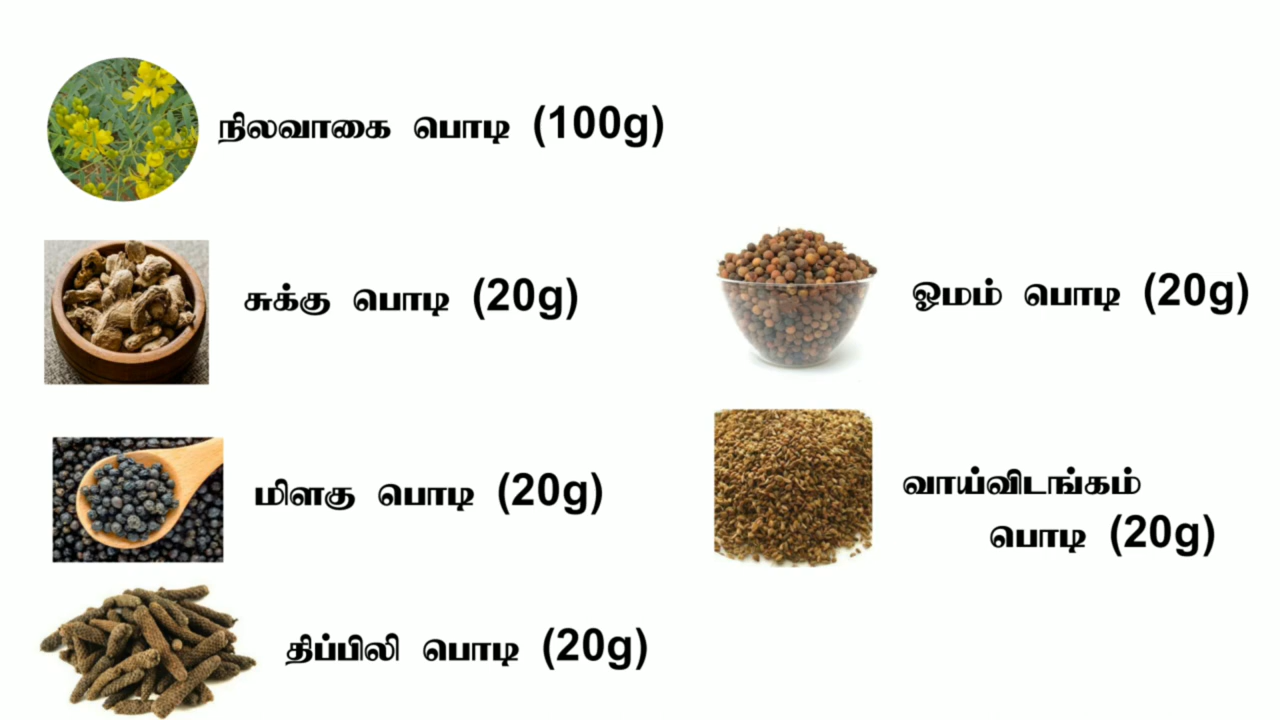 நிலவாகை பொடி (100g)
சுக்கு பொடி (20g)
மிளகு பொடி (20g)
திப்பிலி பொடி (20g)
ஓமம் பொடி (20g)
வாய்விடங்கம்
பொடி (20g)